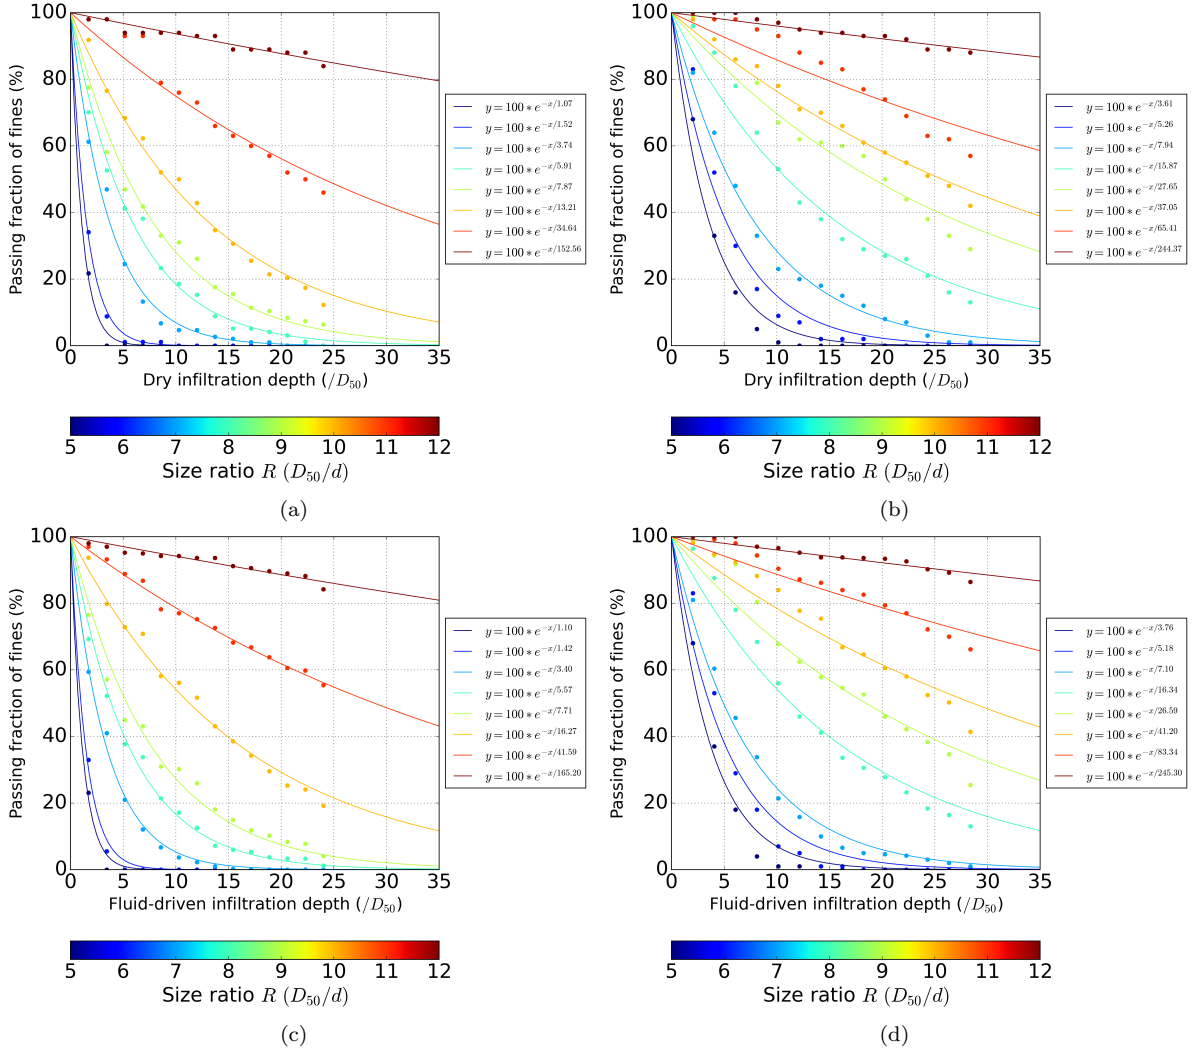 100
80
60
40
20
0
Passing fraction of fines (%)
0 5 10 15 20 25 30 35
Dry infiltration depth (/D₅₀)
y = 100 * e^{−x/1.07}
y = 100 * e^{−x/1.52}
y = 100 * e^{−x/3.74}
y = 100 * e^{−x/5.91}
y = 100 * e^{−x/7.87}
y = 100 * e^{−x/13.21}
y = 100 * e^{−x/34.64}
y = 100 * e^{−x/152.56}
5 6 7 8 9 10 11 12
Size ratio R (D₅₀/d)
(a)
100
80
60
40
20
0
Passing fraction of fines (%)
0 5 10 15 20 25 30 35
Dry infiltration depth (/D₅₀)
y = 100 * e^{−x/3.61}
y = 100 * e^{−x/5.26}
y = 100 * e^{−x/7.94}
y = 100 * e^{−x/15.87}
y = 100 * e^{−x/27.65}
y = 100 * e^{−x/37.05}
y = 100 * e^{−x/65.41}
y = 100 * e^{−x/244.37}
5 6 7 8 9 10 11 12
Size ratio R (D₅₀/d)
(b)
100
80
60
40
20
0
Passing fraction of fines (%)
0 5 10 15 20 25 30 35
Fluid-driven infiltration depth (/D₅₀)
y = 100 * e^{−x/1.10}
y = 100 * e^{−x/1.42}
y = 100 * e^{−x/3.40}
y = 100 * e^{−x/5.57}
y = 100 * e^{−x/7.71}
y = 100 * e^{−x/16.27}
y = 100 * e^{−x/41.59}
y = 100 * e^{−x/165.20}
5 6 7 8 9 10 11 12
Size ratio R (D₅₀/d)
(c)
100
80
60
40
20
0
Passing fraction of fines (%)
0 5 10 15 20 25 30 35
Fluid-driven infiltration depth (/D₅₀)
y = 100 * e^{−x/3.76}
y = 100 * e^{−x/5.18}
y = 100 * e^{−x/7.10}
y = 100 * e^{−x/16.34}
y = 100 * e^{−x/26.59}
y = 100 * e^{−x/41.20}
y = 100 * e^{−x/83.34}
y = 100 * e^{−x/245.30}
5 6 7 8 9 10 11 12
Size ratio R (D₅₀/d)
(d)